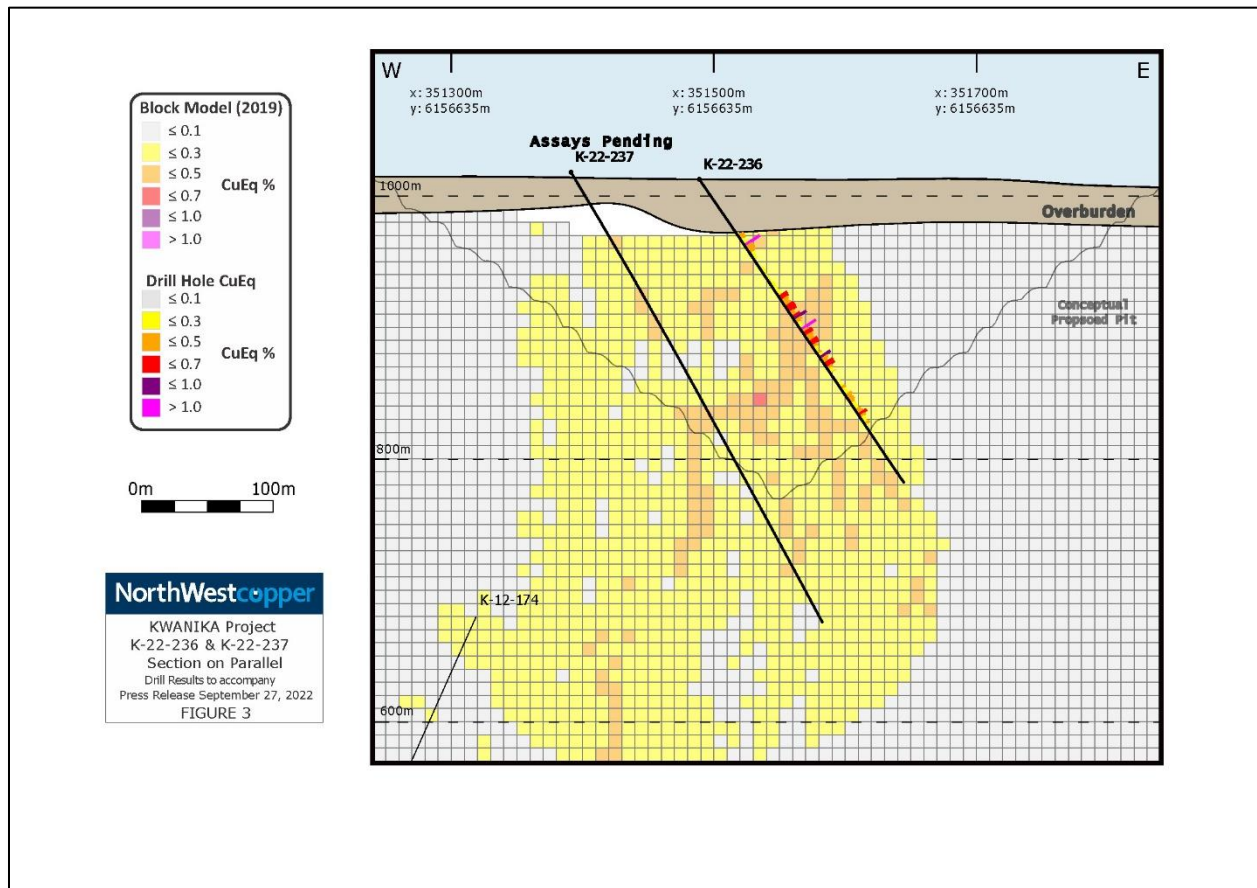 Block Model (2019)
≤ 0.1
≤ 0.3
≤ 0.5
≤ 0.7
≤ 1.0
> 1.0
CuEq %
Drill Hole CuEq
≤ 0.1
≤ 0.3
≤ 0.5
≤ 0.7
≤ 1.0
> 1.0
CuEq %
0m 100m
NorthWestcopper
KWANIKA Project
K-22-236 & K-22-237
Section on Parallel
Drill Results to accompany
Press Release September 27, 2022
FIGURE 3
W
E
x: 351300m
y: 6156635m
x: 351500m
y: 6156635m
x: 351700m
y: 6156635m
Assays Pending
K-22-237
K-22-236
1000m
Overburden
Conceptual
Propsoed Pit
800m
K-12-174
600m